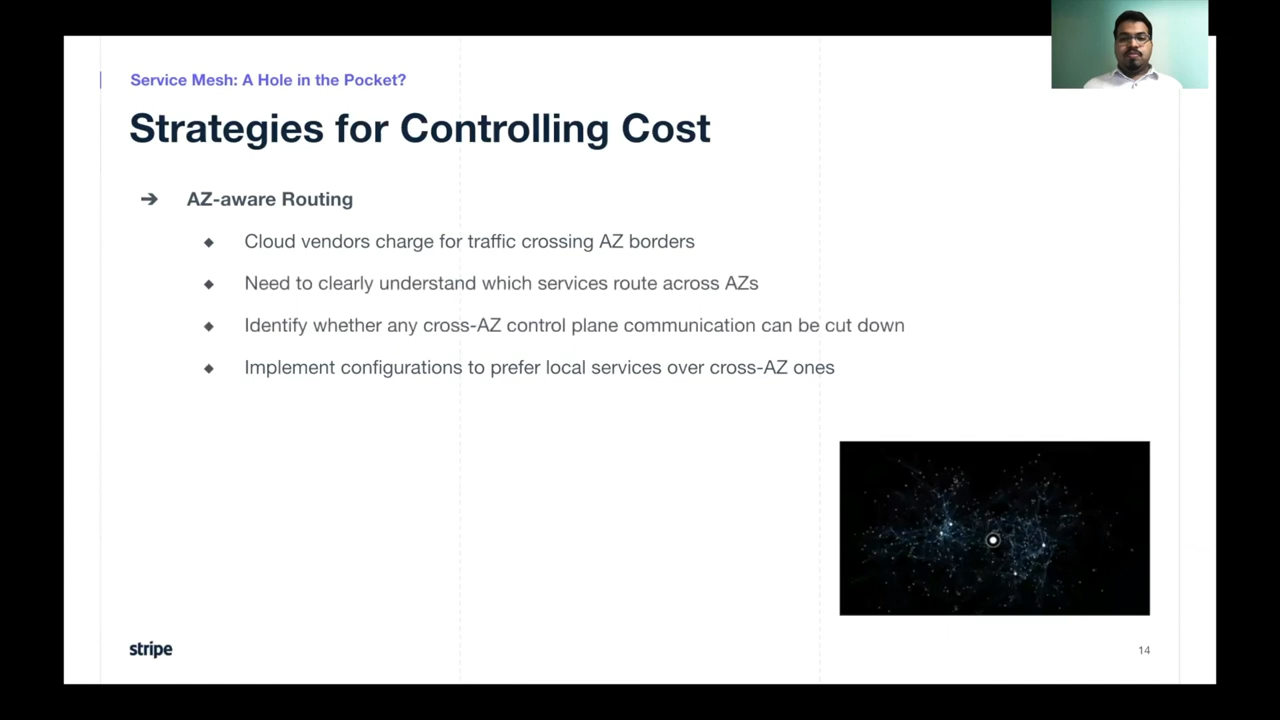 Service Mesh: A Hole in the Pocket?
Strategies for Controlling Cost
➔ AZ-aware Routing
◆ Cloud vendors charge for traffic crossing AZ borders
◆ Need to clearly understand which services route across AZs
◆ Identify whether any cross-AZ control plane communication can be cut down
◆ Implement configurations to prefer local services over cross-AZ ones
stripe
14